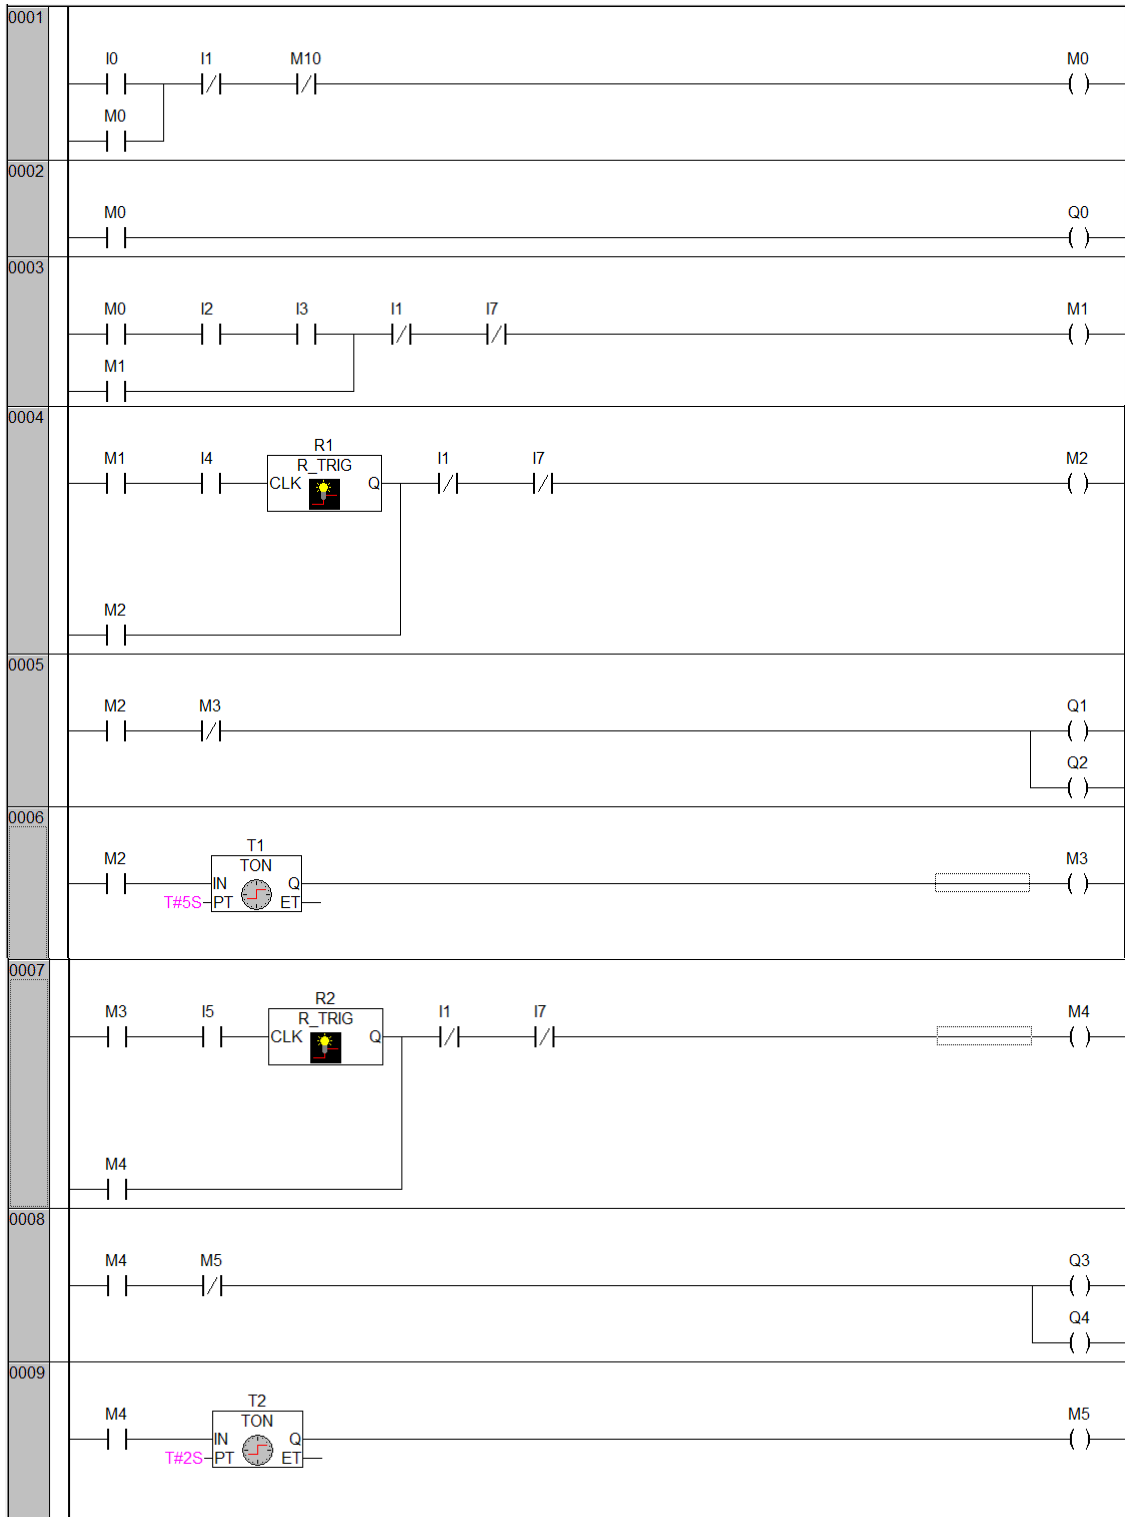 0001
I0 I1 M10 M0
M0
0002
M0 Q0
0003
M0 I2 I3 I1 I7 M1
M1
0004
R1
M1 I4 R_TRIG I1 I7 M2
CLK Q
M2
0005
M2 M3 Q1
Q2
0006
T1
M2 TON M3
IN Q
T#5S PT ET
0007
R2
M3 I5 R_TRIG I1 I7 M4
CLK Q
M4
0008
M4 M5 Q3
Q4
0009
T2
M4 TON M5
IN Q
T#2S PT ET